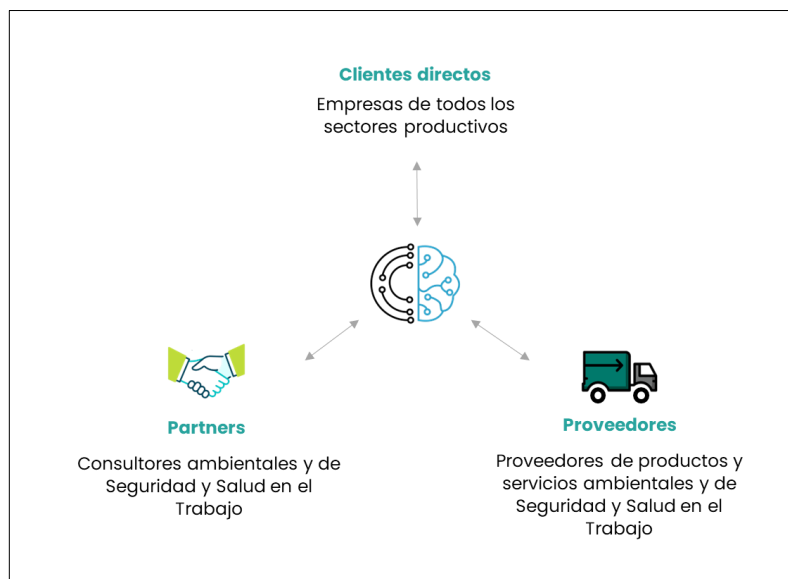 Clientes directos
Empresas de todos los
sectores productivos
Partners
Consultores ambientales y de
Seguridad y Salud en el
Trabajo
Proveedores
Proveedores de productos y
servicios ambientales y de
Seguridad y Salud en el
Trabajo